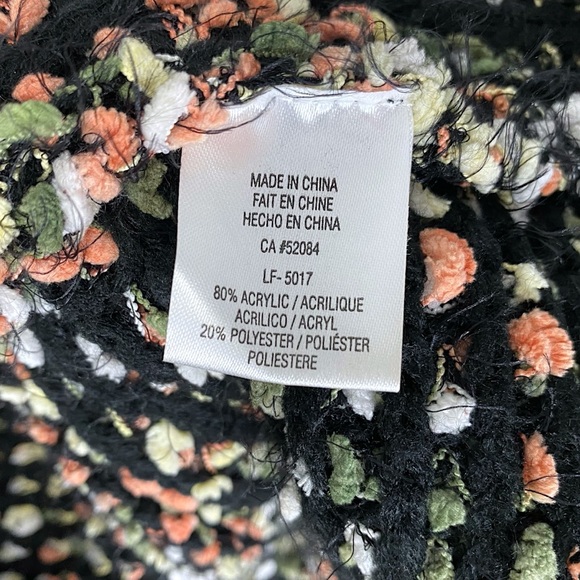 MADE IN CHINA
FAIT EN CHINE
HECHO EN CHINA
CA #52084
LF-5017
80% ACRYLIC / ACRILIQUE
ACRILICO / ACRYL
20% POLYESTER / POLIÉSTER
POLIESTERE